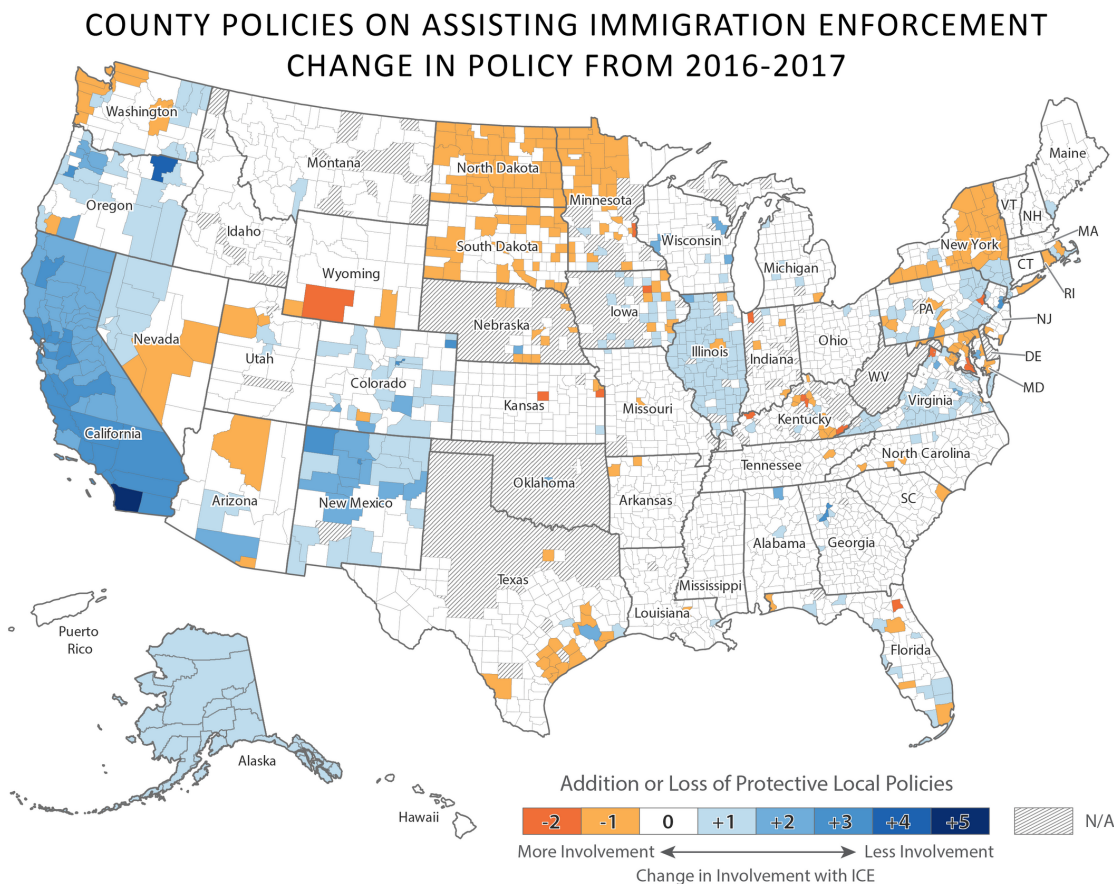 COUNTY POLICIES ON ASSISTING IMMIGRATION ENFORCEMENT
CHANGE IN POLICY FROM 2016-2017
Washington
Montana
North Dakota
Minnesota
Maine
VT
NH
Oregon
Idaho
South Dakota
Wisconsin
Michigan
New York
MA
CT
RI
Wyoming
Nebraska
Iowa
PA
NJ
Nevada
Utah
Colorado
Illinois
Indiana
Ohio
WV
DE
MD
Virginia
Kansas
Missouri
Kentucky
California
Arizona
New Mexico
Oklahoma
Arkansas
Tennessee
North Carolina
SC
Texas
Mississippi
Alabama
Georgia
Louisiana
Florida
Puerto
Rico
Alaska
Hawaii
Addition or Loss of Protective Local Policies
-2 -1 0 +1 +2 +3 +4 +5 N/A
More Involvement Less Involvement
Change in Involvement with ICE